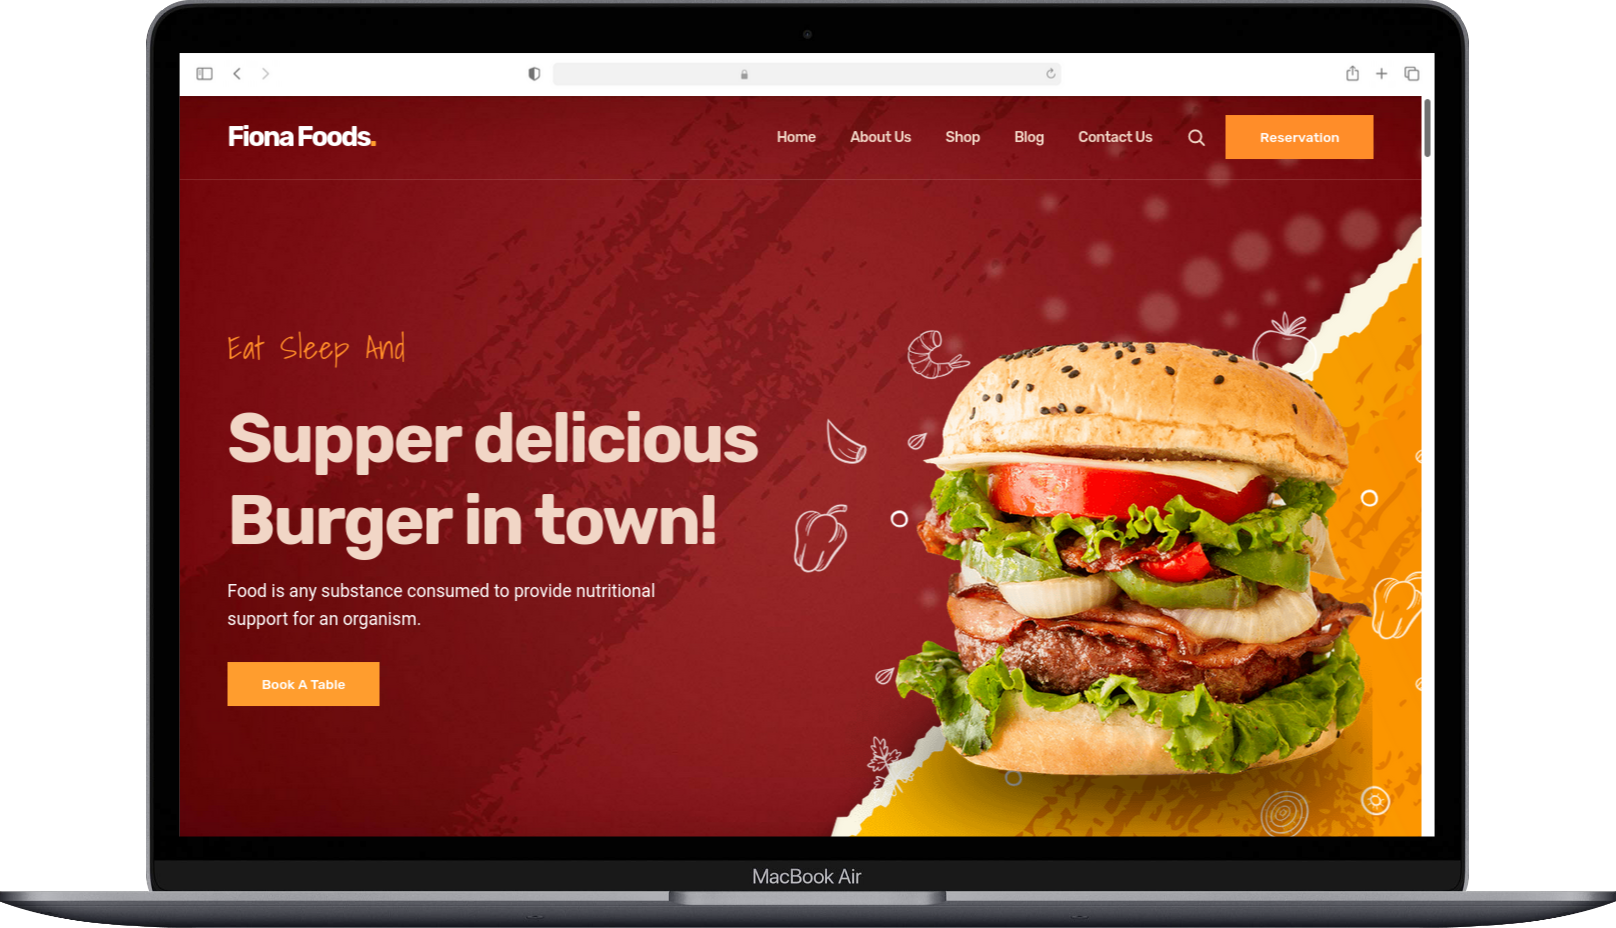 Fiona Foods.
Home About Us Shop Blog Contact Us Reservation
Eat Sleep And
Supper delicious
Burger in town!
Food is any substance consumed to provide nutritional
support for an organism.
Book A Table
MacBook Air